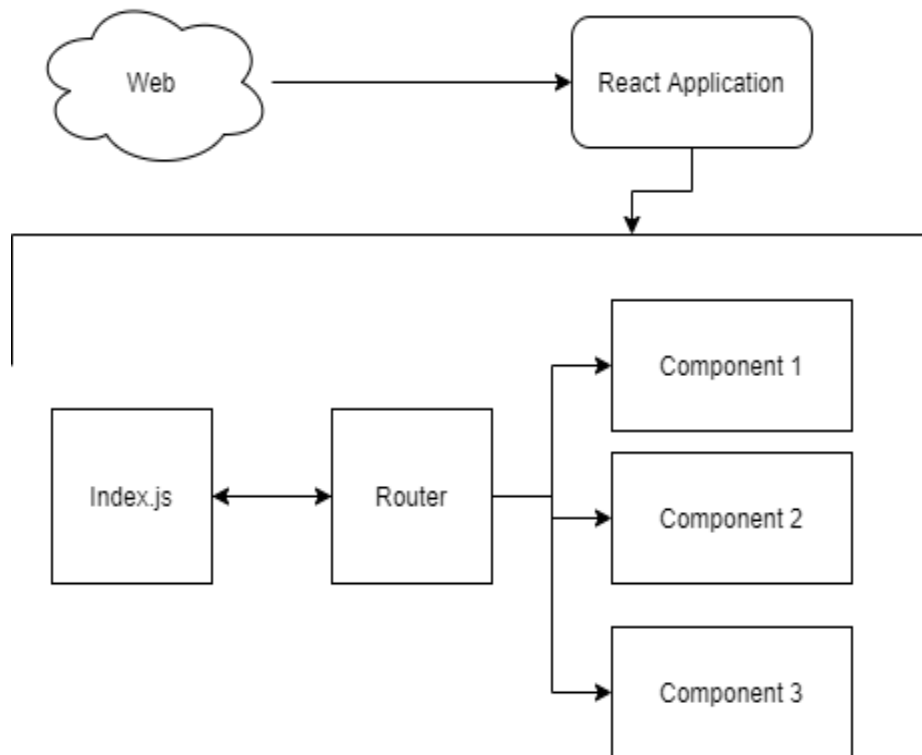 Web
React Application
Component 1
Index.js
Router
Component 2
Component 3